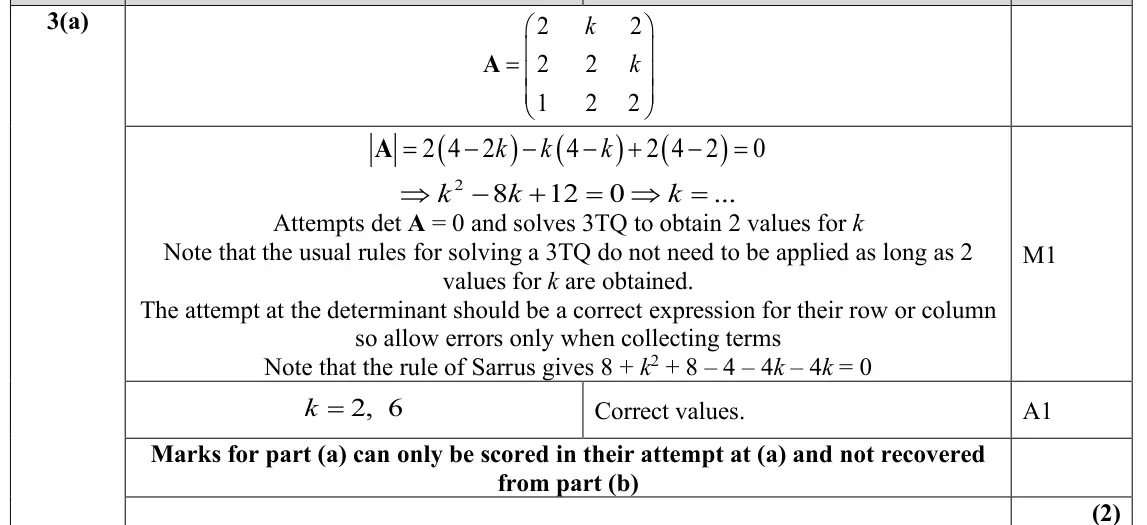 3(a)
A = ( 2 k 2
2 2 k
1 2 2 )
|A| = 2(4 − 2k) − k(4 − k) + 2(4 − 2) = 0
⇒ k² − 8k + 12 = 0 ⇒ k = ...
Attempts det A = 0 and solves 3TQ to obtain 2 values for k
Note that the usual rules for solving a 3TQ do not need to be applied as long as 2
values for k are obtained.
The attempt at the determinant should be a correct expression for their row or column
so allow errors only when collecting terms
Note that the rule of Sarrus gives 8 + k² + 8 – 4 – 4k – 4k = 0
M1
k = 2, 6
Correct values.
A1
Marks for part (a) can only be scored in their attempt at (a) and not recovered
from part (b)
(2)